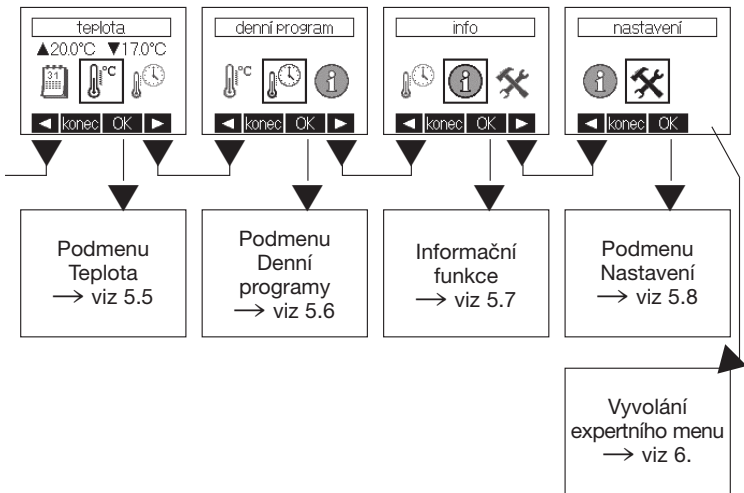 teplota
▲20.0°C ▼17.0°C
31
°C
◄ konec OK ►
denní program
°C
i
◄ konec OK ►
info
i
◄ konec OK ►
nastavení
i
◄ konec OK
Podmenu
Teplota
→ viz 5.5
Podmenu
Denní
programy
→ viz 5.6
Informační
funkce
→ viz 5.7
Podmenu
Nastavení
→ viz 5.8
Vyvolání
expertního menu
→ viz 6.